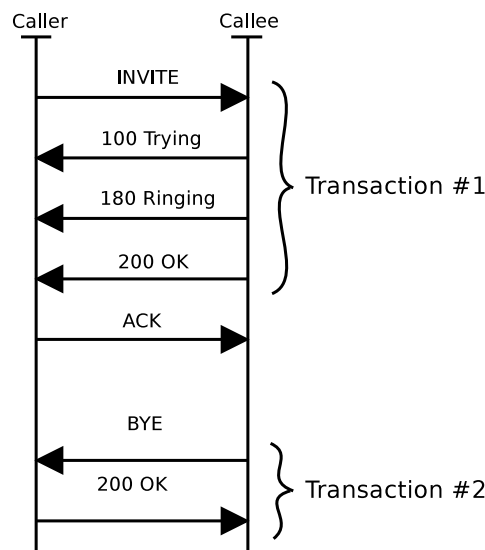 Caller Callee
INVITE
100 Trying
180 Ringing
Transaction #1
200 OK
ACK
BYE
200 OK
Transaction #2